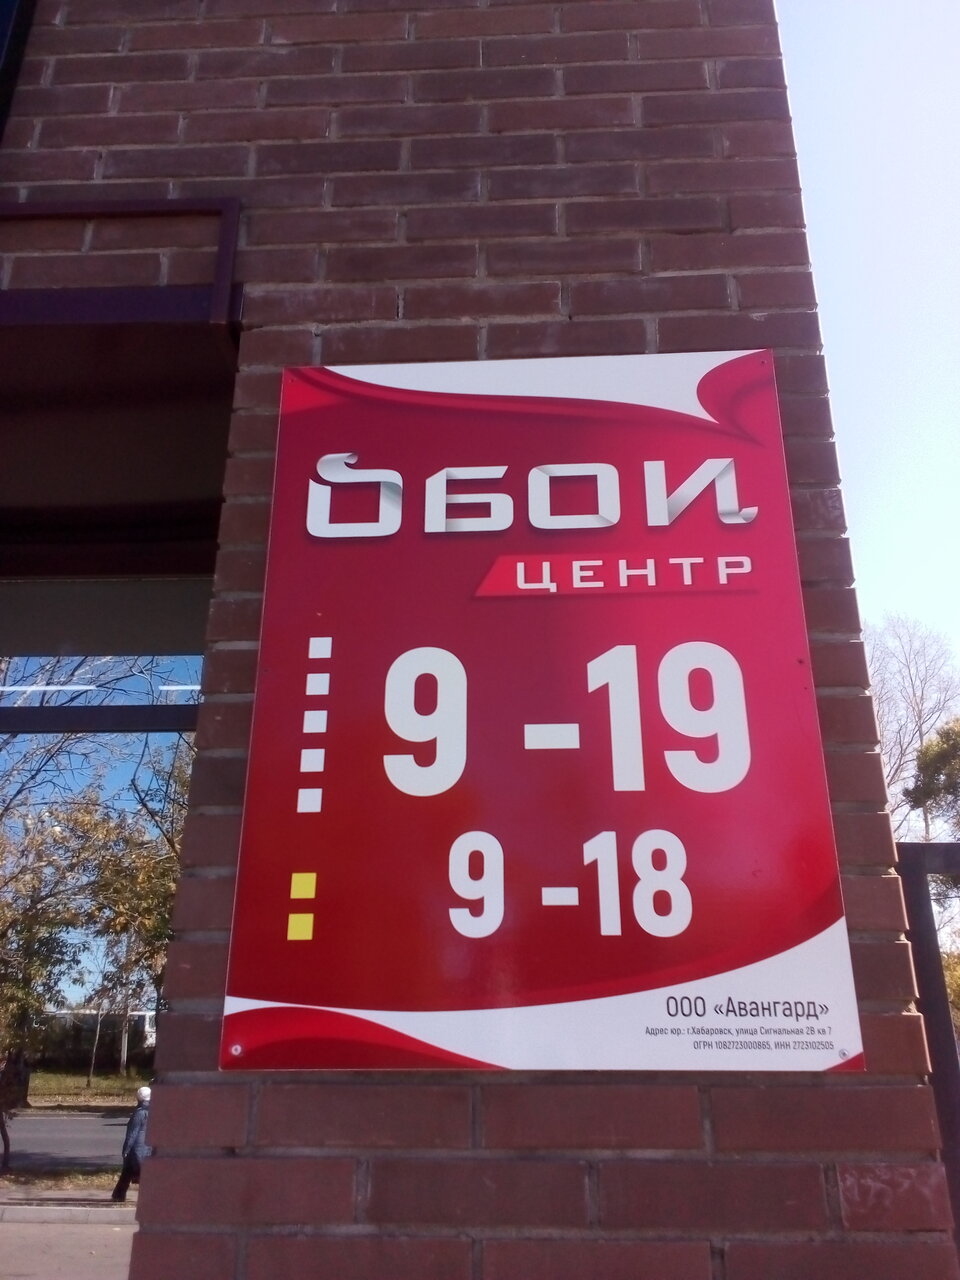 ОБОИ
ЦЕНТР
9 -19
9 -18
ООО «Авангард»
Адрес юр.: г.Хабаровск, улица Сигнальная 2В кв 7
ОГРН 1082723000865, ИНН 2723102505